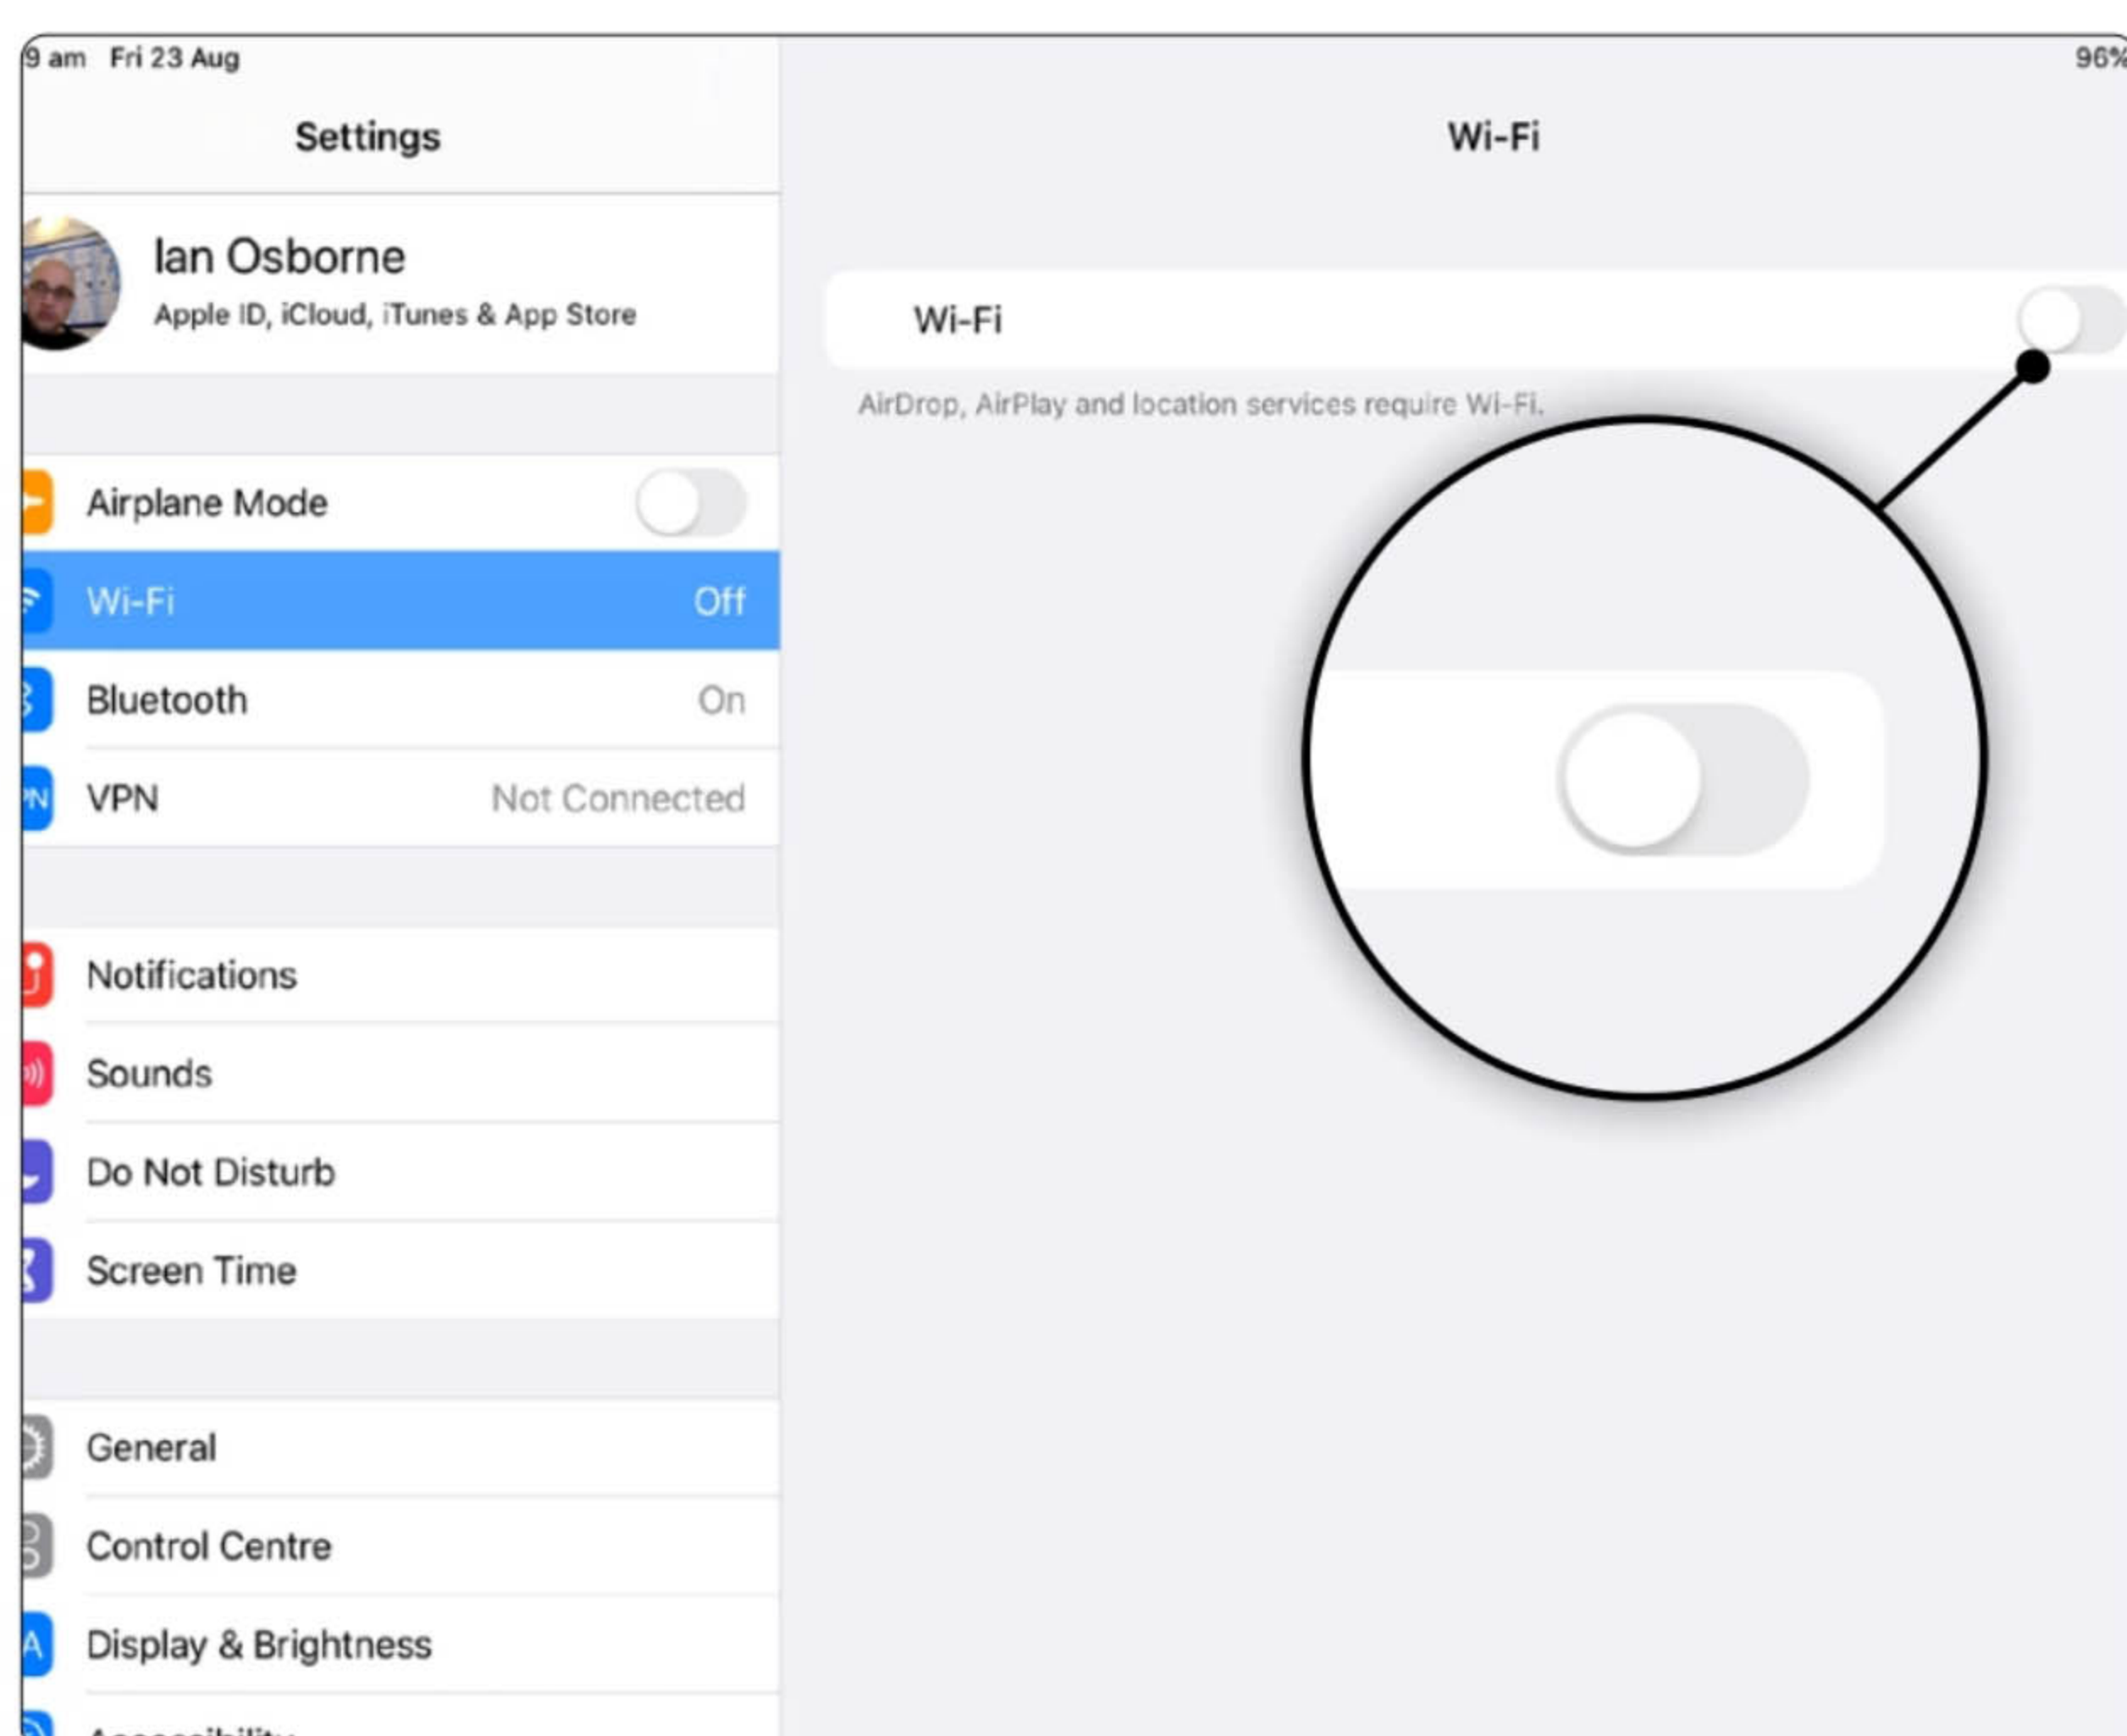 9 am Fri 23 Aug
96%
Settings
Wi-Fi
Ian Osborne
Apple ID, iCloud, iTunes & App Store
Wi-Fi
AirDrop, AirPlay and location services require Wi-Fi.
Airplane Mode
Wi-Fi Off
Bluetooth On
VPN Not Connected
Notifications
Sounds
Do Not Disturb
Screen Time
General
Control Centre
Display & Brightness
Accessibility